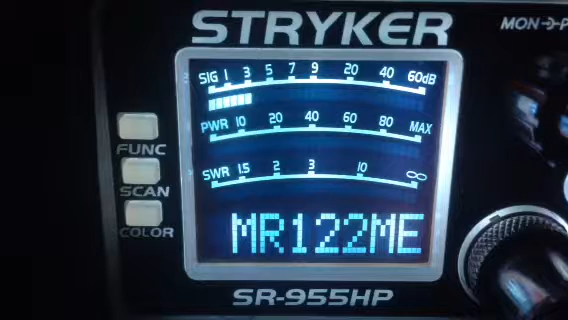 STRYKER
MON P
SIG 1 3 5 7 9 20 40 60dB
PWR 10 20 40 60 80 MAX
SWR 1.5 2 3 10 ∞
FUNC
SCAN
COLOR
MR122ME
SR-955HP